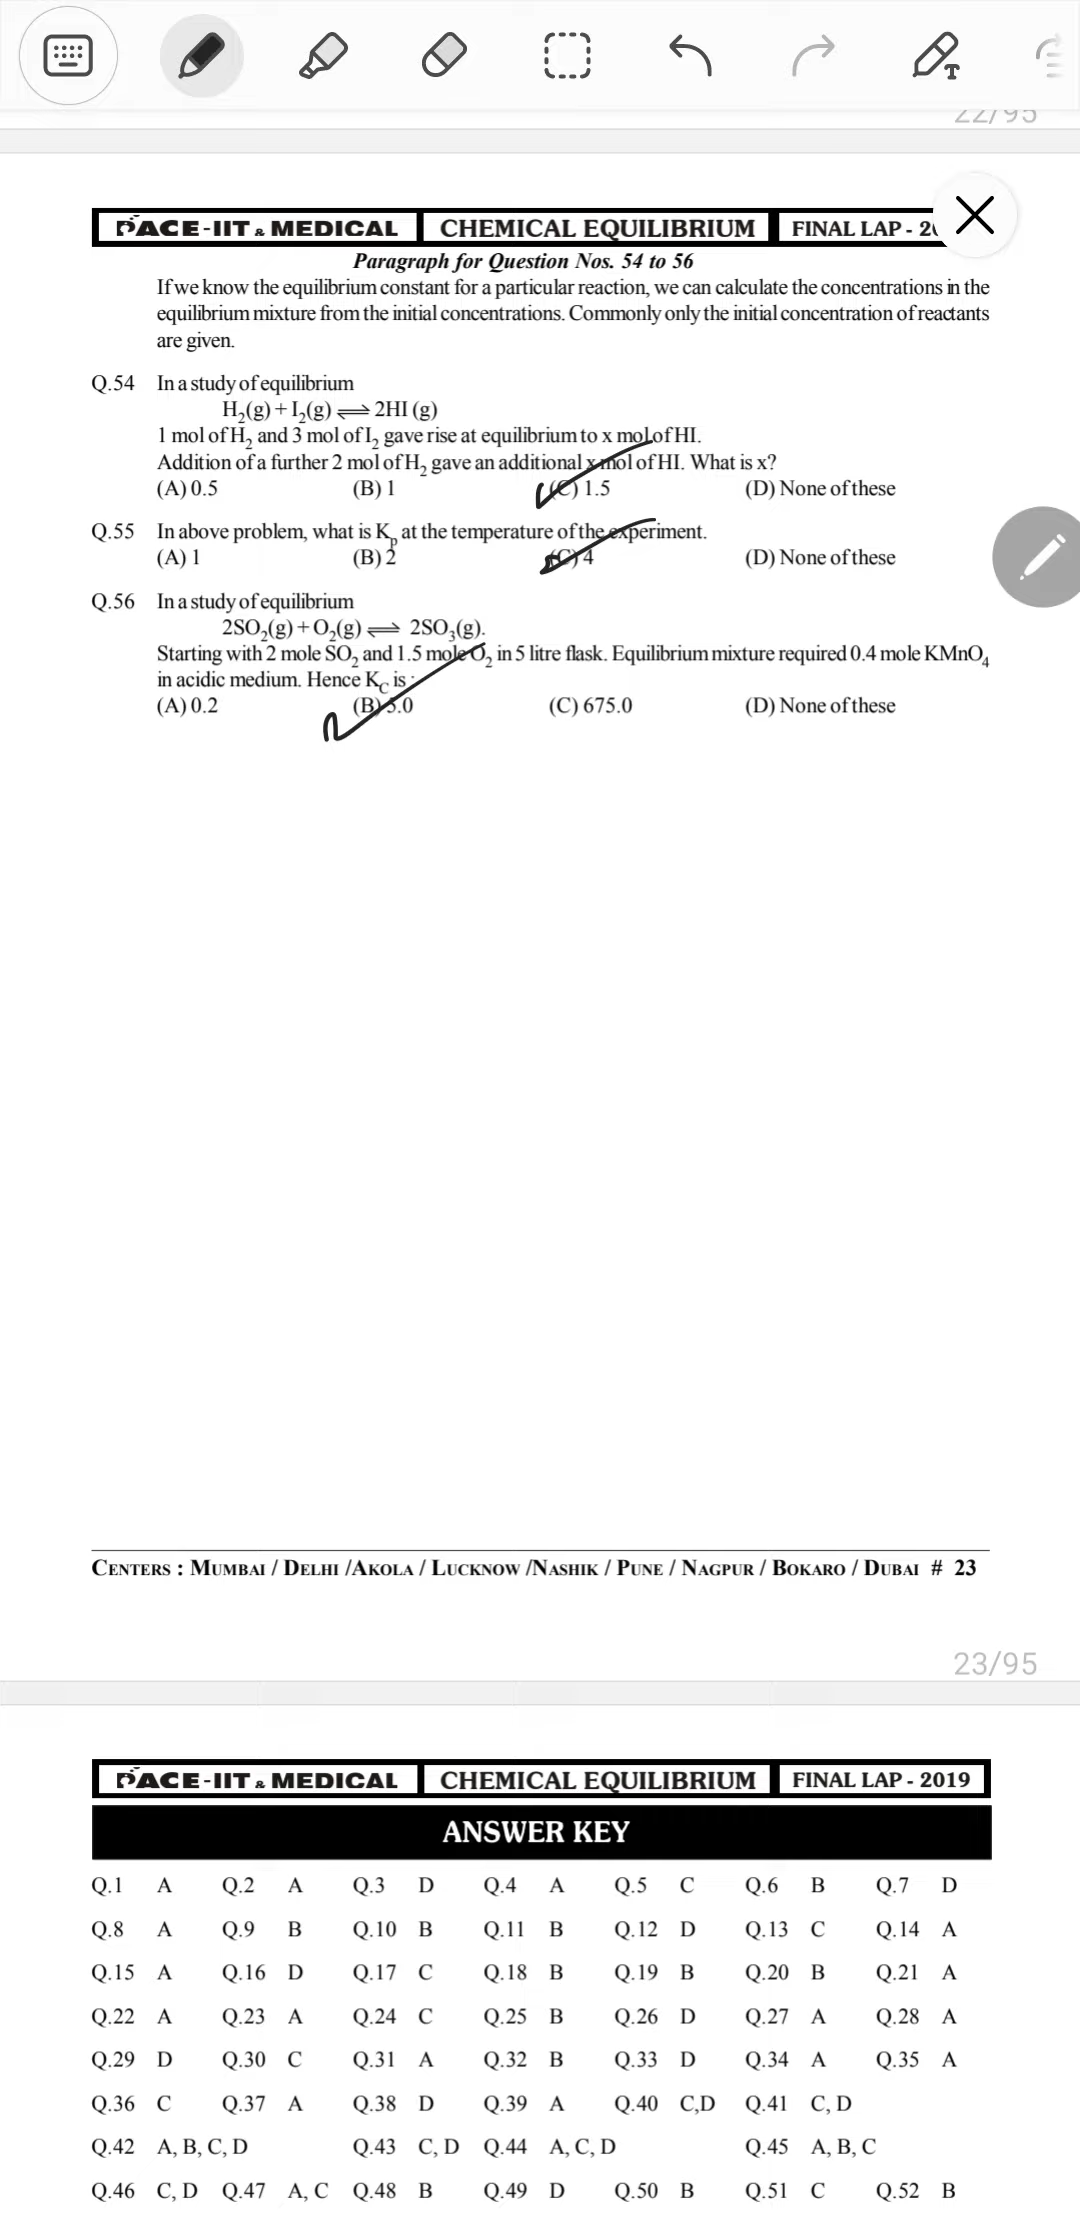 22/95
PACE-IIT & MEDICAL CHEMICAL EQUILIBRIUM FINAL LAP - 20
Paragraph for Question Nos. 54 to 56
If we know the equilibrium constant for a particular reaction, we can calculate the concentrations in the
equilibrium mixture from the initial concentrations. Commonly only the initial concentration of reactants
are given.
Q.54 In a study of equilibrium
H₂(g) + I₂(g) ⇌ 2HI (g)
1 mol of H₂ and 3 mol of I₂ gave rise at equilibrium to x mol of HI.
Addition of a further 2 mol of H₂ gave an additional x mol of HI. What is x?
(A) 0.5 (B) 1 (C) 1.5 (D) None of these
Q.55 In above problem, what is Kₚ at the temperature of the experiment.
(A) 1 (B) 2 (C) 4 (D) None of these
Q.56 In a study of equilibrium
2SO₂(g) + O₂(g) ⇌ 2SO₃(g).
Starting with 2 mole SO₂ and 1.5 mole O₂ in 5 litre flask. Equilibrium mixture required 0.4 mole KMnO₄
in acidic medium. Hence K_C is :
(A) 0.2 (B) 5.0 (C) 675.0 (D) None of these
CENTERS : MUMBAI / DELHI /AKOLA / LUCKNOW /NASHIK / PUNE / NAGPUR / BOKARO / DUBAI # 23
23/95
PACE-IIT & MEDICAL CHEMICAL EQUILIBRIUM FINAL LAP - 2019
ANSWER KEY
Q.1 A Q.2 A Q.3 D Q.4 A Q.5 C Q.6 B Q.7 D
Q.8 A Q.9 B Q.10 B Q.11 B Q.12 D Q.13 C Q.14 A
Q.15 A Q.16 D Q.17 C Q.18 B Q.19 B Q.20 B Q.21 A
Q.22 A Q.23 A Q.24 C Q.25 B Q.26 D Q.27 A Q.28 A
Q.29 D Q.30 C Q.31 A Q.32 B Q.33 D Q.34 A Q.35 A
Q.36 C Q.37 A Q.38 D Q.39 A Q.40 C,D Q.41 C, D
Q.42 A, B, C, D Q.43 C, D Q.44 A, C, D Q.45 A, B, C
Q.46 C, D Q.47 A, C Q.48 B Q.49 D Q.50 B Q.51 C Q.52 B